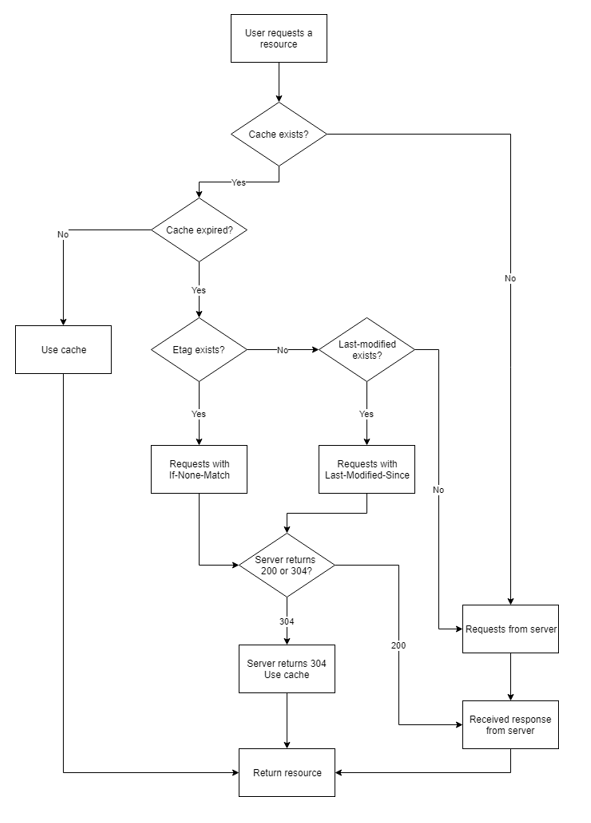 User requests a
resource
Cache exists?
Yes
Cache expired?
No
Yes
No
Use cache
Etag exists?
No
Last-modified
exists?
Yes
Yes
Requests with
If-None-Match
Requests with
Last-Modified-Since
No
Server returns
200 or 304?
304
200
Requests from server
Server returns 304
Use cache
Received response
from server
Return resource